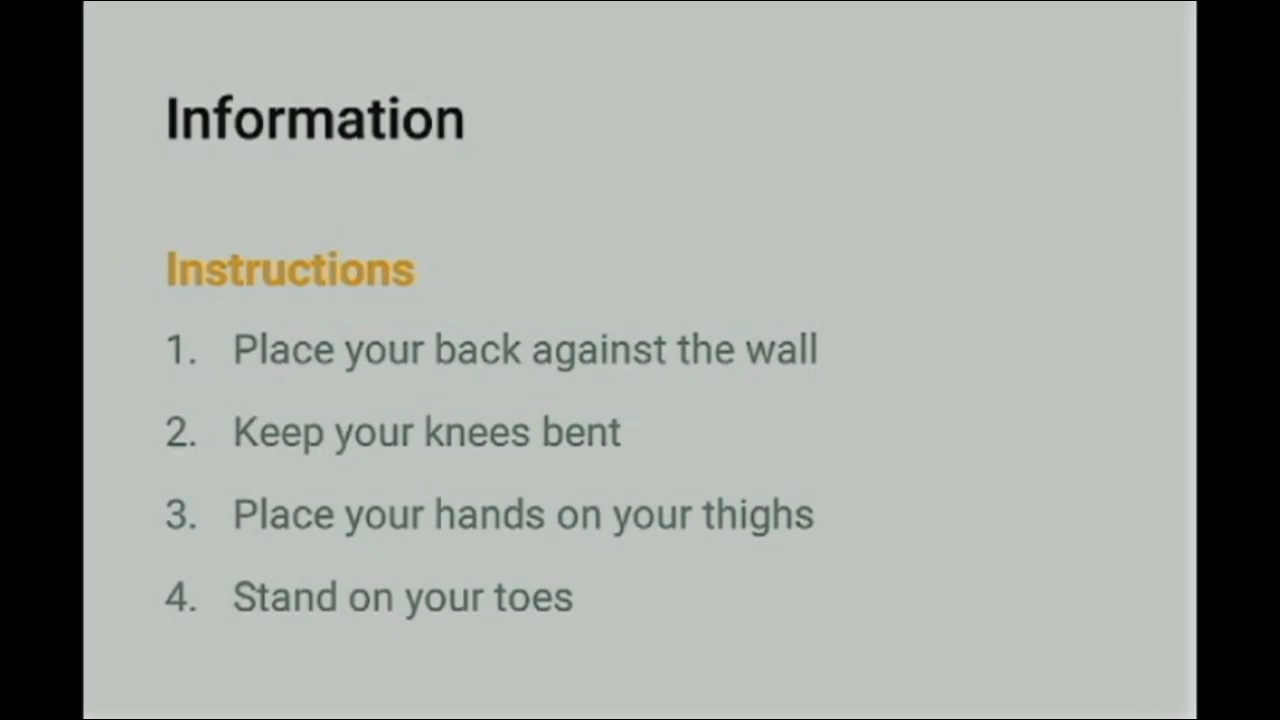 Information
Instructions
1. Place your back against the wall
2. Keep your knees bent
3. Place your hands on your thighs
4. Stand on your toes